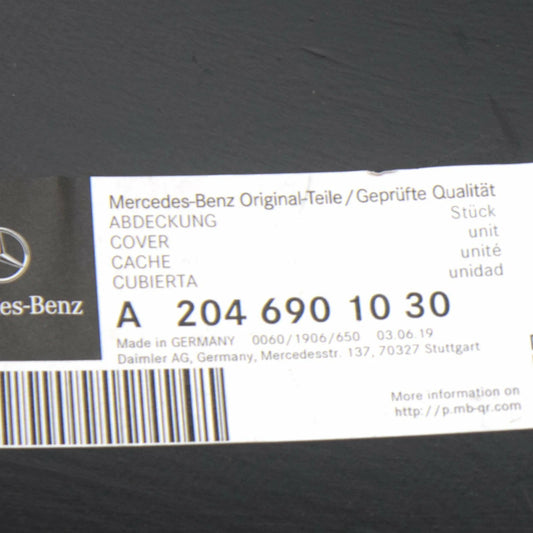 Mercedes-Benz Original-Teile/Geprüfte Qualität
ABDECKUNG Stück
COVER unit
CACHE unité
CUBIERTA unidad
es-Benz
A 204 690 10 30
Made in GERMANY 0060/1906/650 03.06.19
Daimler AG, Germany, Mercedesstr. 137, 70327 Stuttgart
More information on
http://p.mb-qr.com